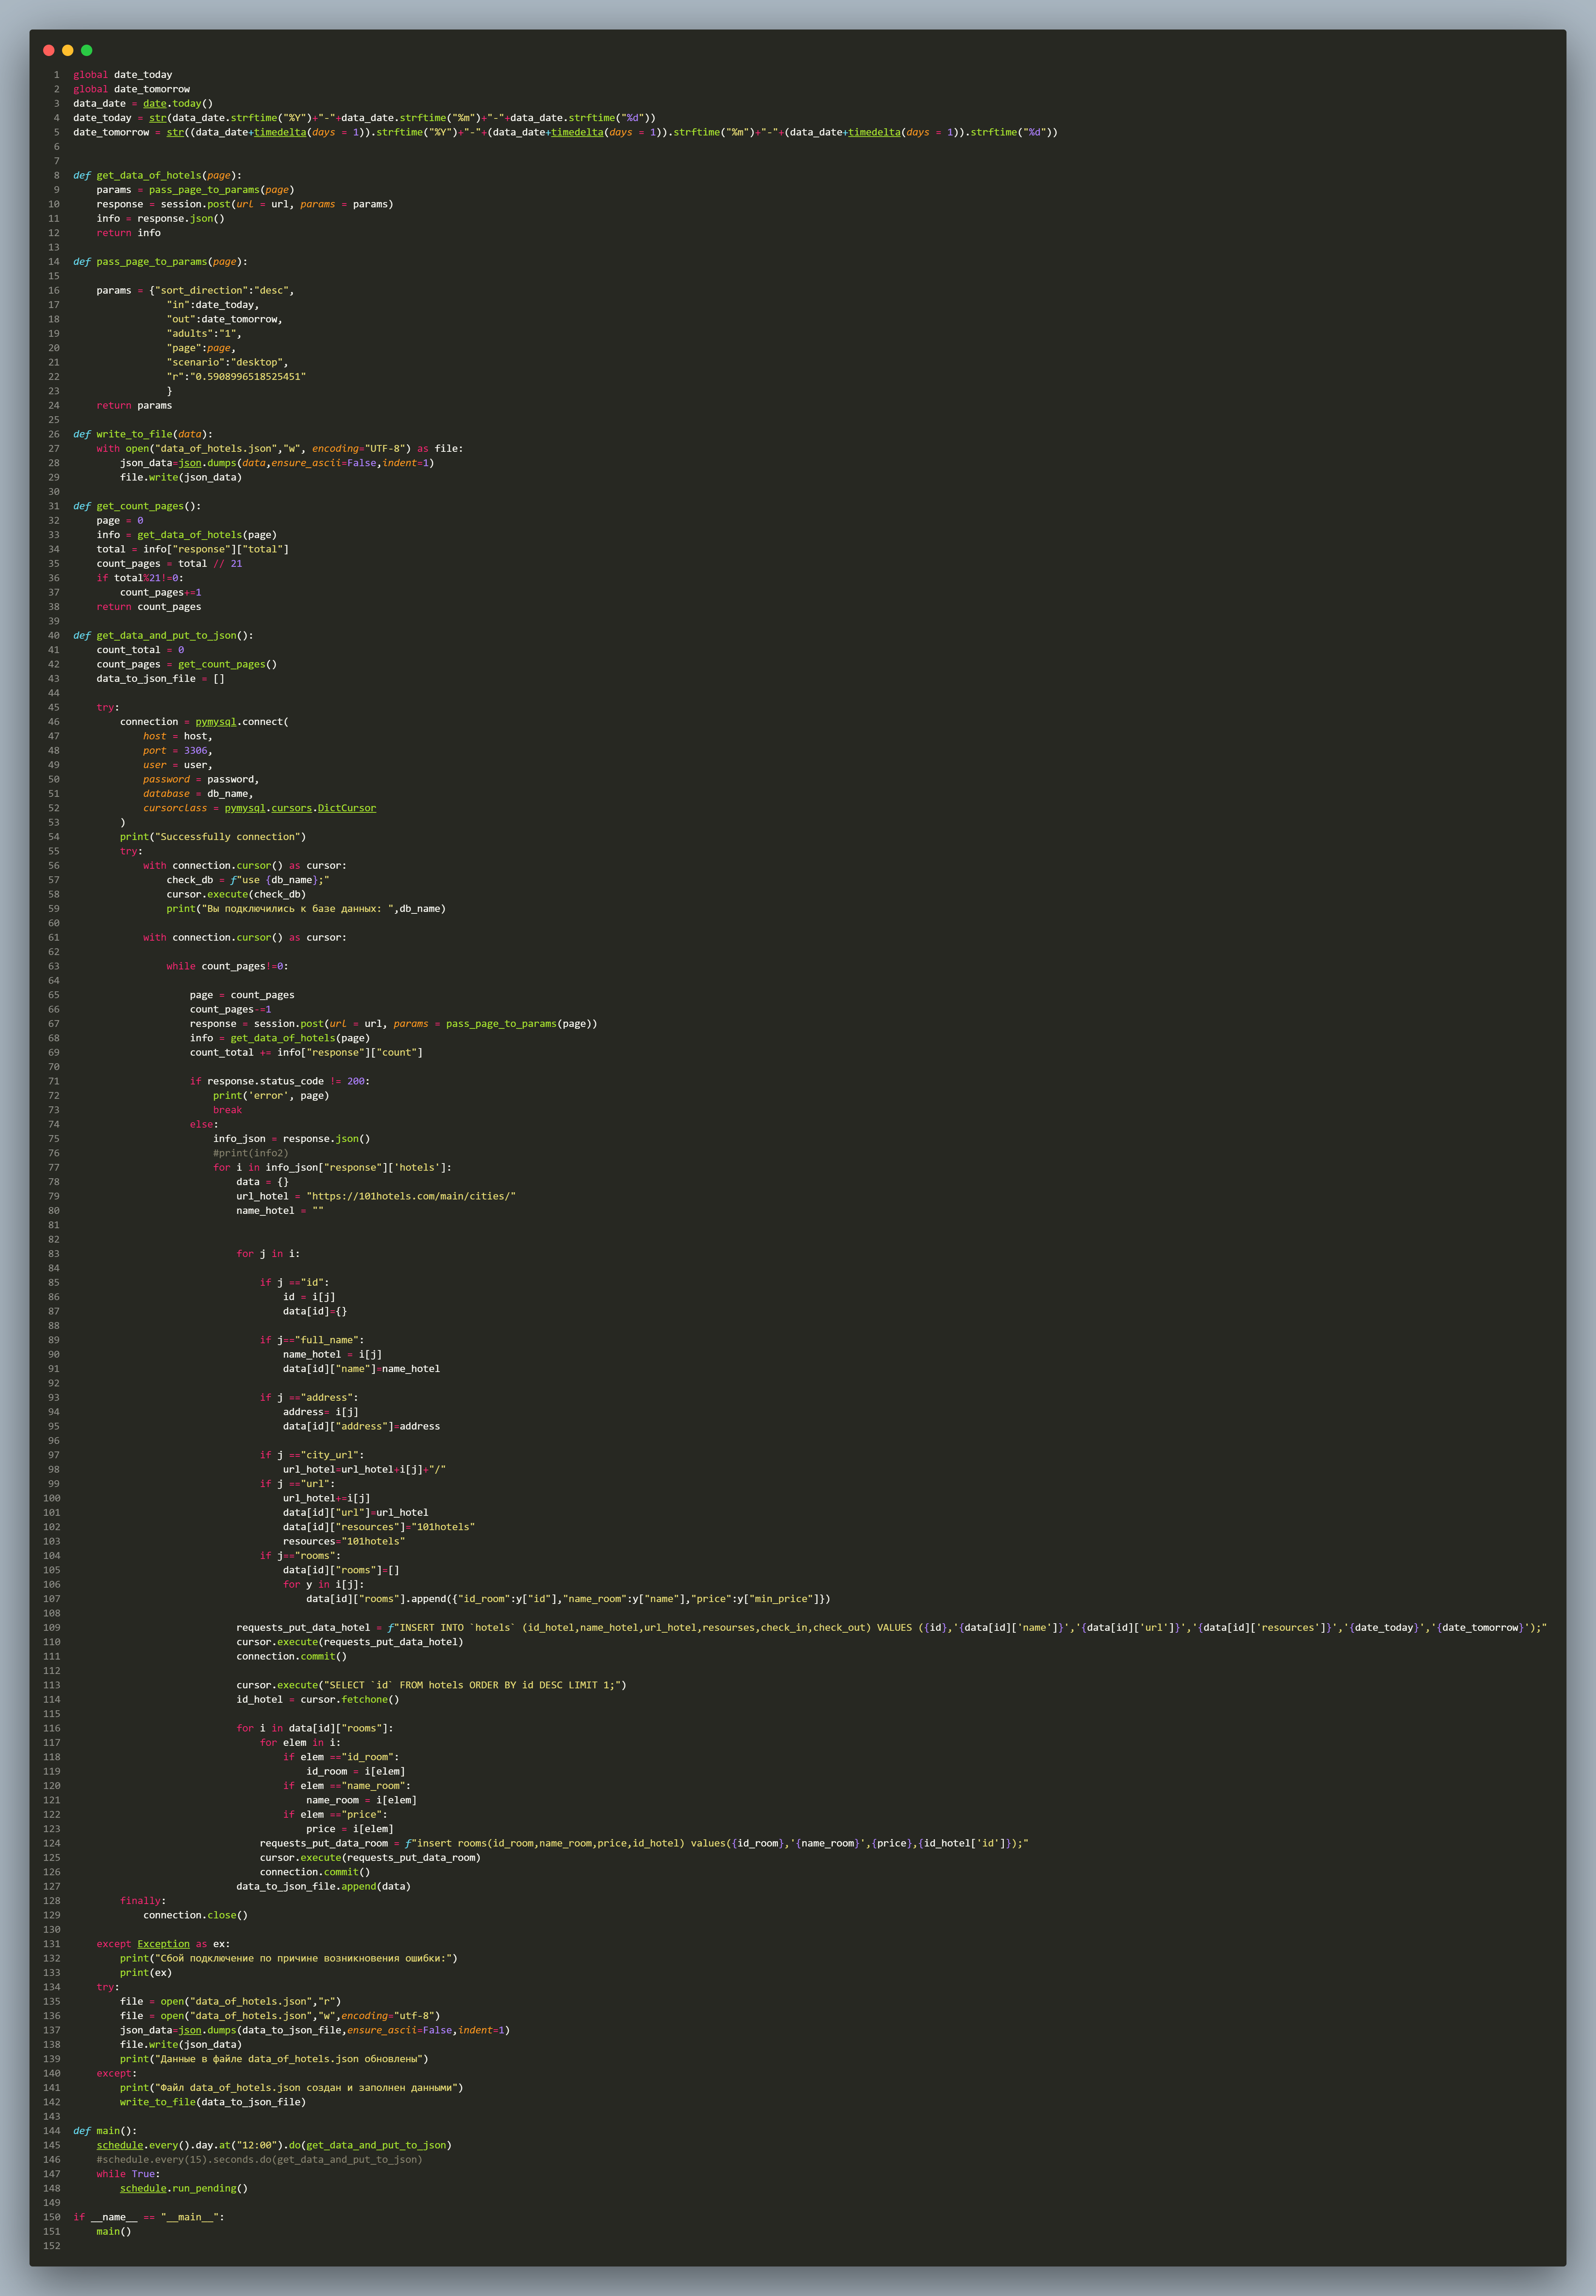 1 global date_today
2 global date_tomorrow
3 data_date = date.today()
4 date_today = str(data_date.strftime("%Y")+"-"+data_date.strftime("%m")+"-"+data_date.strftime("%d"))
5 date_tomorrow = str((data_date+timedelta(days = 1)).strftime("%Y")+"-"+(data_date+timedelta(days = 1)).strftime("%m")+"-"+(data_date+timedelta(days = 1)).strftime("%d"))
6
7
8 def get_data_of_hotels(page):
9     params = pass_page_to_params(page)
10     response = session.post(url = url, params = params)
11     info = response.json()
12     return info
13
14 def pass_page_to_params(page):
15
16     params = {"sort_direction":"desc",
17                 "in":date_today,
18                 "out":date_tomorrow,
19                 "adults":"1",
20                 "page":page,
21                 "scenario":"desktop",
22                 "r":"0.5908996518525451"
23                 }
24     return params
25
26 def write_to_file(data):
27     with open("data_of_hotels.json","w", encoding="UTF-8") as file:
28         json_data=json.dumps(data,ensure_ascii=False,indent=1)
29         file.write(json_data)
30
31 def get_count_pages():
32     page = 0
33     info = get_data_of_hotels(page)
34     total = info["response"]["total"]
35     count_pages = total // 21
36     if total%21!=0:
37         count_pages+=1
38     return count_pages
39
40 def get_data_and_put_to_json():
41     count_total = 0
42     count_pages = get_count_pages()
43     data_to_json_file = []
44
45     try:
46         connection = pymysql.connect(
47             host = host,
48             port = 3306,
49             user = user,
50             password = password,
51             database = db_name,
52             cursorclass = pymysql.cursors.DictCursor
53         )
54         print("Successfully connection")
55         try:
56             with connection.cursor() as cursor:
57                 check_db = f"use {db_name};"
58                 cursor.execute(check_db)
59                 print("Вы подключились к базе данных: ",db_name)
60
61             with connection.cursor() as cursor:
62
63                 while count_pages!=0:
64
65                     page = count_pages
66                     count_pages-=1
67                     response = session.post(url = url, params = pass_page_to_params(page))
68                     info = get_data_of_hotels(page)
69                     count_total += info["response"]["count"]
70
71                     if response.status_code != 200:
72                         print('error', page)
73                         break
74                     else:
75                         info_json = response.json()
76                         #print(info2)
77                         for i in info_json["response"]['hotels']:
78                             data = {}
79                             url_hotel = "https://101hotels.com/main/cities/"
80                             name_hotel = ""
81
82
83                             for j in i:
84
85                                 if j =="id":
86                                     id = i[j]
87                                     data[id]={}
88
89                                 if j=="full_name":
90                                     name_hotel = i[j]
91                                     data[id]["name"]=name_hotel
92
93                                 if j =="address":
94                                     address= i[j]
95                                     data[id]["address"]=address
96
97                                 if j =="city_url":
98                                     url_hotel=url_hotel+i[j]+"/"
99                                 if j =="url":
100                                     url_hotel+=i[j]
101                                     data[id]["url"]=url_hotel
102                                     data[id]["resources"]="101hotels"
103                                     resources="101hotels"
104                                 if j=="rooms":
105                                     data[id]["rooms"]=[]
106                                     for y in i[j]:
107                                         data[id]["rooms"].append({"id_room":y["id"],"name_room":y["name"],"price":y["min_price"]})
108
109                             requests_put_data_hotel = f"INSERT INTO `hotels` (id_hotel,name_hotel,url_hotel,resourses,check_in,check_out) VALUES ({id},'{data[id]['name']}','{data[id]['url']}','{data[id]['resources']}','{date_today}','{date_tomorrow}');"
110                             cursor.execute(requests_put_data_hotel)
111                             connection.commit()
112
113                             cursor.execute("SELECT `id` FROM hotels ORDER BY id DESC LIMIT 1;")
114                             id_hotel = cursor.fetchone()
115
116                             for i in data[id]["rooms"]:
117                                 for elem in i:
118                                     if elem =="id_room":
119                                         id_room = i[elem]
120                                     if elem =="name_room":
121                                         name_room = i[elem]
122                                     if elem =="price":
123                                         price = i[elem]
124                                 requests_put_data_room = f"insert rooms(id_room,name_room,price,id_hotel) values({id_room},'{name_room}',{price},{id_hotel['id']});"
125                                 cursor.execute(requests_put_data_room)
126                                 connection.commit()
127                             data_to_json_file.append(data)
128         finally:
129             connection.close()
130
131     except Exception as ex:
132         print("Сбой подключение по причине возникновения ошибки:")
133         print(ex)
134     try:
135         file = open("data_of_hotels.json","r")
136         file = open("data_of_hotels.json","w",encoding="utf-8")
137         json_data=json.dumps(data_to_json_file,ensure_ascii=False,indent=1)
138         file.write(json_data)
139         print("Данные в файле data_of_hotels.json обновлены")
140     except:
141         print("Файл data_of_hotels.json создан и заполнен данными")
142         write_to_file(data_to_json_file)
143
144 def main():
145     schedule.every().day.at("12:00").do(get_data_and_put_to_json)
146     #schedule.every(15).seconds.do(get_data_and_put_to_json)
147     while True:
148         schedule.run_pending()
149
150 if __name__ == "__main__":
151     main()
152